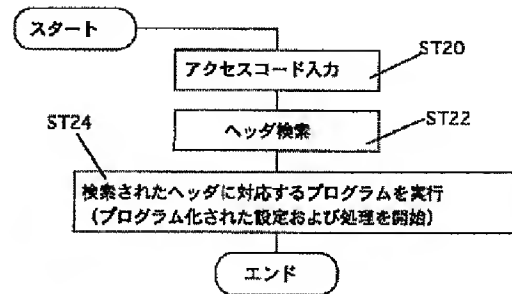 スタート
アクセスコード入力
ST20
ヘッダ検索
ST22
ST24
検索されたヘッダに対応するプログラムを実行
(プログラム化された設定および処理を開始)
エンド